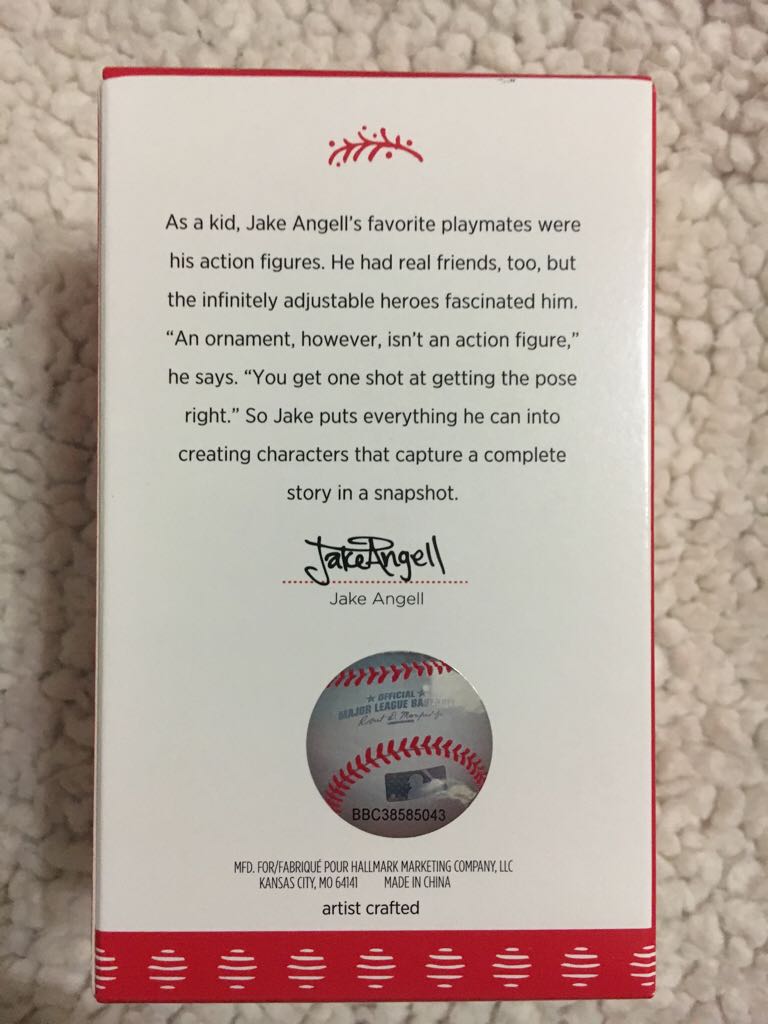 As a kid, Jake Angell's favorite playmates were
his action figures. He had real friends, too, but
the infinitely adjustable heroes fascinated him.
“An ornament, however, isn't an action figure,”
he says. “You get one shot at getting the pose
right.” So Jake puts everything he can into
creating characters that capture a complete
story in a snapshot.
JakeAngell
Jake Angell
★ OFFICIAL ★
MAJOR LEAGUE BASEBALL
BBC38585043
MFD. FOR/FABRIQUÉ POUR HALLMARK MARKETING COMPANY, LLC
KANSAS CITY, MO 64141 MADE IN CHINA
artist crafted